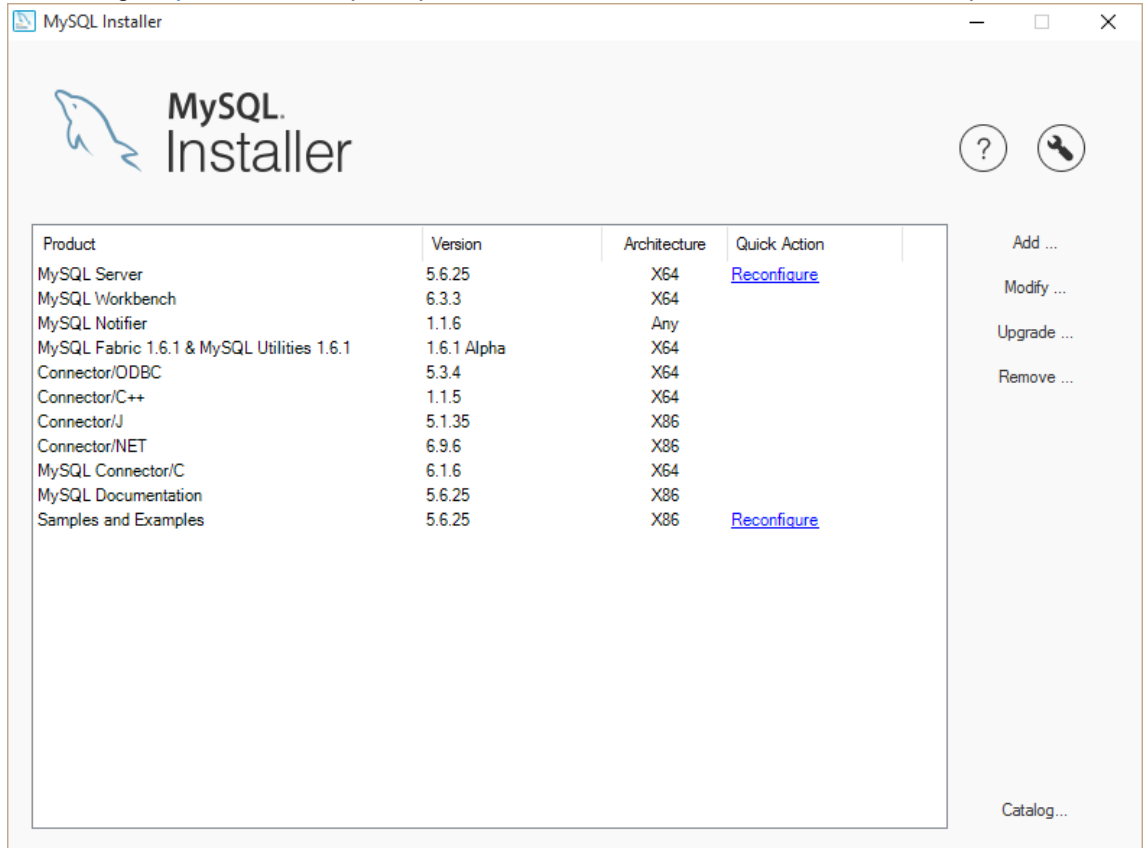 MySQL Installer
MySQL.
Installer
?
Product Version Architecture Quick Action
MySQL Server 5.6.25 X64 Reconfigure
MySQL Workbench 6.3.3 X64
MySQL Notifier 1.1.6 Any
MySQL Fabric 1.6.1 & MySQL Utilities 1.6.1 1.6.1 Alpha X64
Connector/ODBC 5.3.4 X64
Connector/C++ 1.1.5 X64
Connector/J 5.1.35 X86
Connector/NET 6.9.6 X86
MySQL Connector/C 6.1.6 X64
MySQL Documentation 5.6.25 X86
Samples and Examples 5.6.25 X86 Reconfigure
Add ...
Modify ...
Upgrade ...
Remove ...
Catalog...